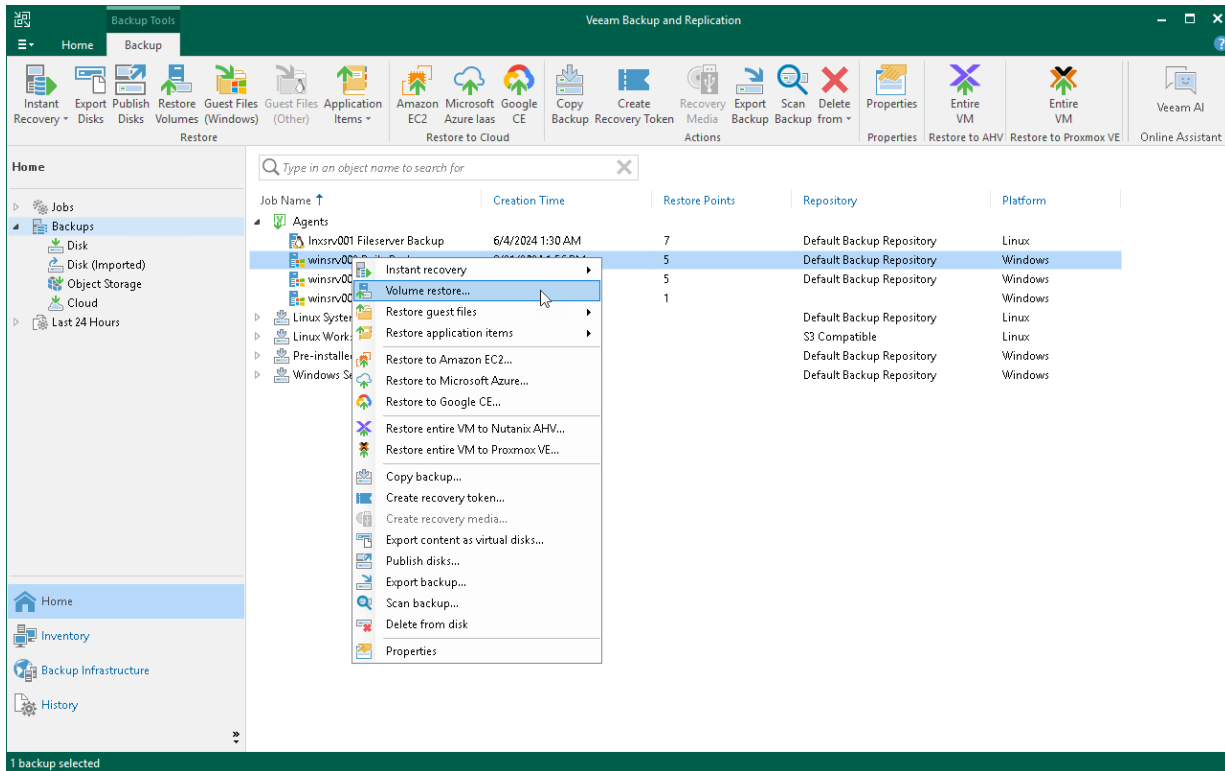 Backup Tools
Veeam Backup and Replication
Home
Backup
Instant Recovery
Export Disks
Publish Disks
Restore Volumes
Guest Files (Windows)
Guest Files (Other)
Application Items
Restore
Amazon EC2
Microsoft Azure Iaas
Google CE
Restore to Cloud
Copy Backup
Create Recovery Token
Recovery Media
Export Backup
Scan Backup
Delete from
Actions
Properties
Properties
Entire VM
Restore to AHV
Entire VM
Restore to Proxmox VE
Veeam AI
Online Assistant
Home
Jobs
Backups
Disk
Disk (Imported)
Object Storage
Cloud
Last 24 Hours
Type in an object name to search for
Job Name Creation Time Restore Points Repository Platform
Agents
lnxsrv001 Fileserver Backup 6/4/2024 1:30 AM 7 Default Backup Repository Linux
5 Default Backup Repository Windows
5 Default Backup Repository Windows
1 Windows
Linux Default Backup Repository Linux
Linux S3 Compatible Linux
Default Backup Repository Windows
Windows Default Backup Repository Windows
Instant recovery
Volume restore...
Restore guest files
Restore application items
Restore to Amazon EC2...
Restore to Microsoft Azure...
Restore to Google CE...
Restore entire VM to Nutanix AHV...
Restore entire VM to Proxmox VE...
Copy backup...
Create recovery token...
Create recovery media...
Export content as virtual disks...
Publish disks...
Export backup...
Scan backup...
Delete from disk
Properties
Home
Inventory
Backup Infrastructure
History
1 backup selected